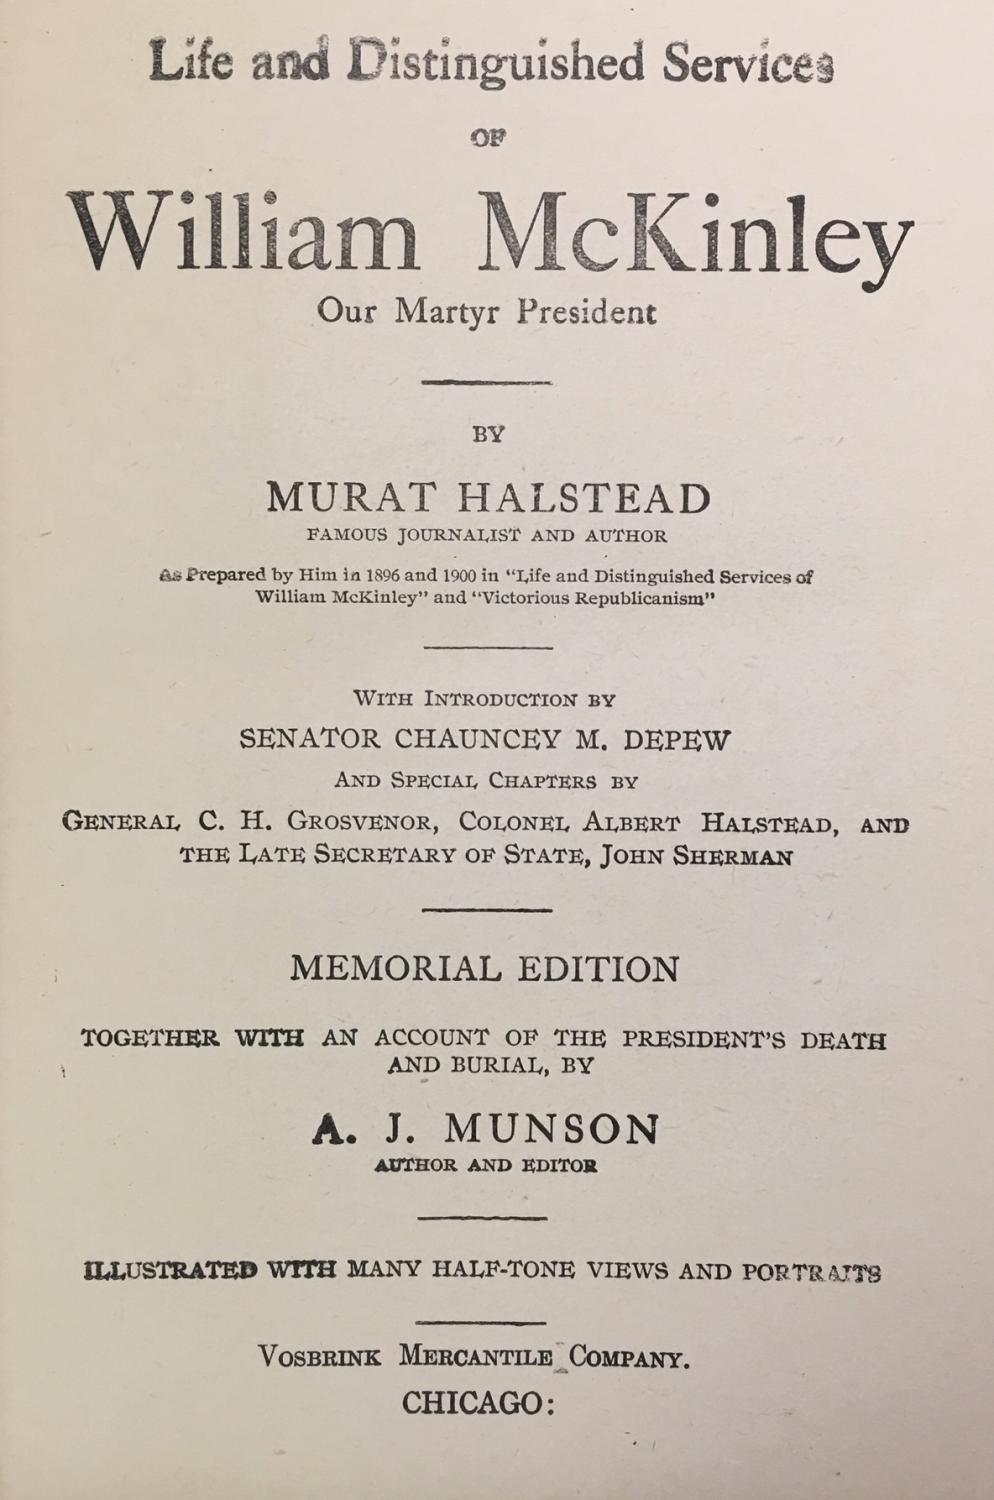 Life and Distinguished Services
OF
William McKinley
Our Martyr President
BY
MURAT HALSTEAD
FAMOUS JOURNALIST AND AUTHOR
As Prepared by Him in 1896 and 1900 in "Life and Distinguished Services of
William McKinley" and "Victorious Republicanism"
WITH INTRODUCTION BY
SENATOR CHAUNCEY M. DEPEW
AND SPECIAL CHAPTERS BY
GENERAL C. H. GROSVENOR, COLONEL ALBERT HALSTEAD, AND
THE LATE SECRETARY OF STATE, JOHN SHERMAN
MEMORIAL EDITION
TOGETHER WITH AN ACCOUNT OF THE PRESIDENT'S DEATH
AND BURIAL, BY
A. J. MUNSON
AUTHOR AND EDITOR
ILLUSTRATED WITH MANY HALF-TONE VIEWS AND PORTRAITS
VOSBRINK MERCANTILE COMPANY.
CHICAGO: